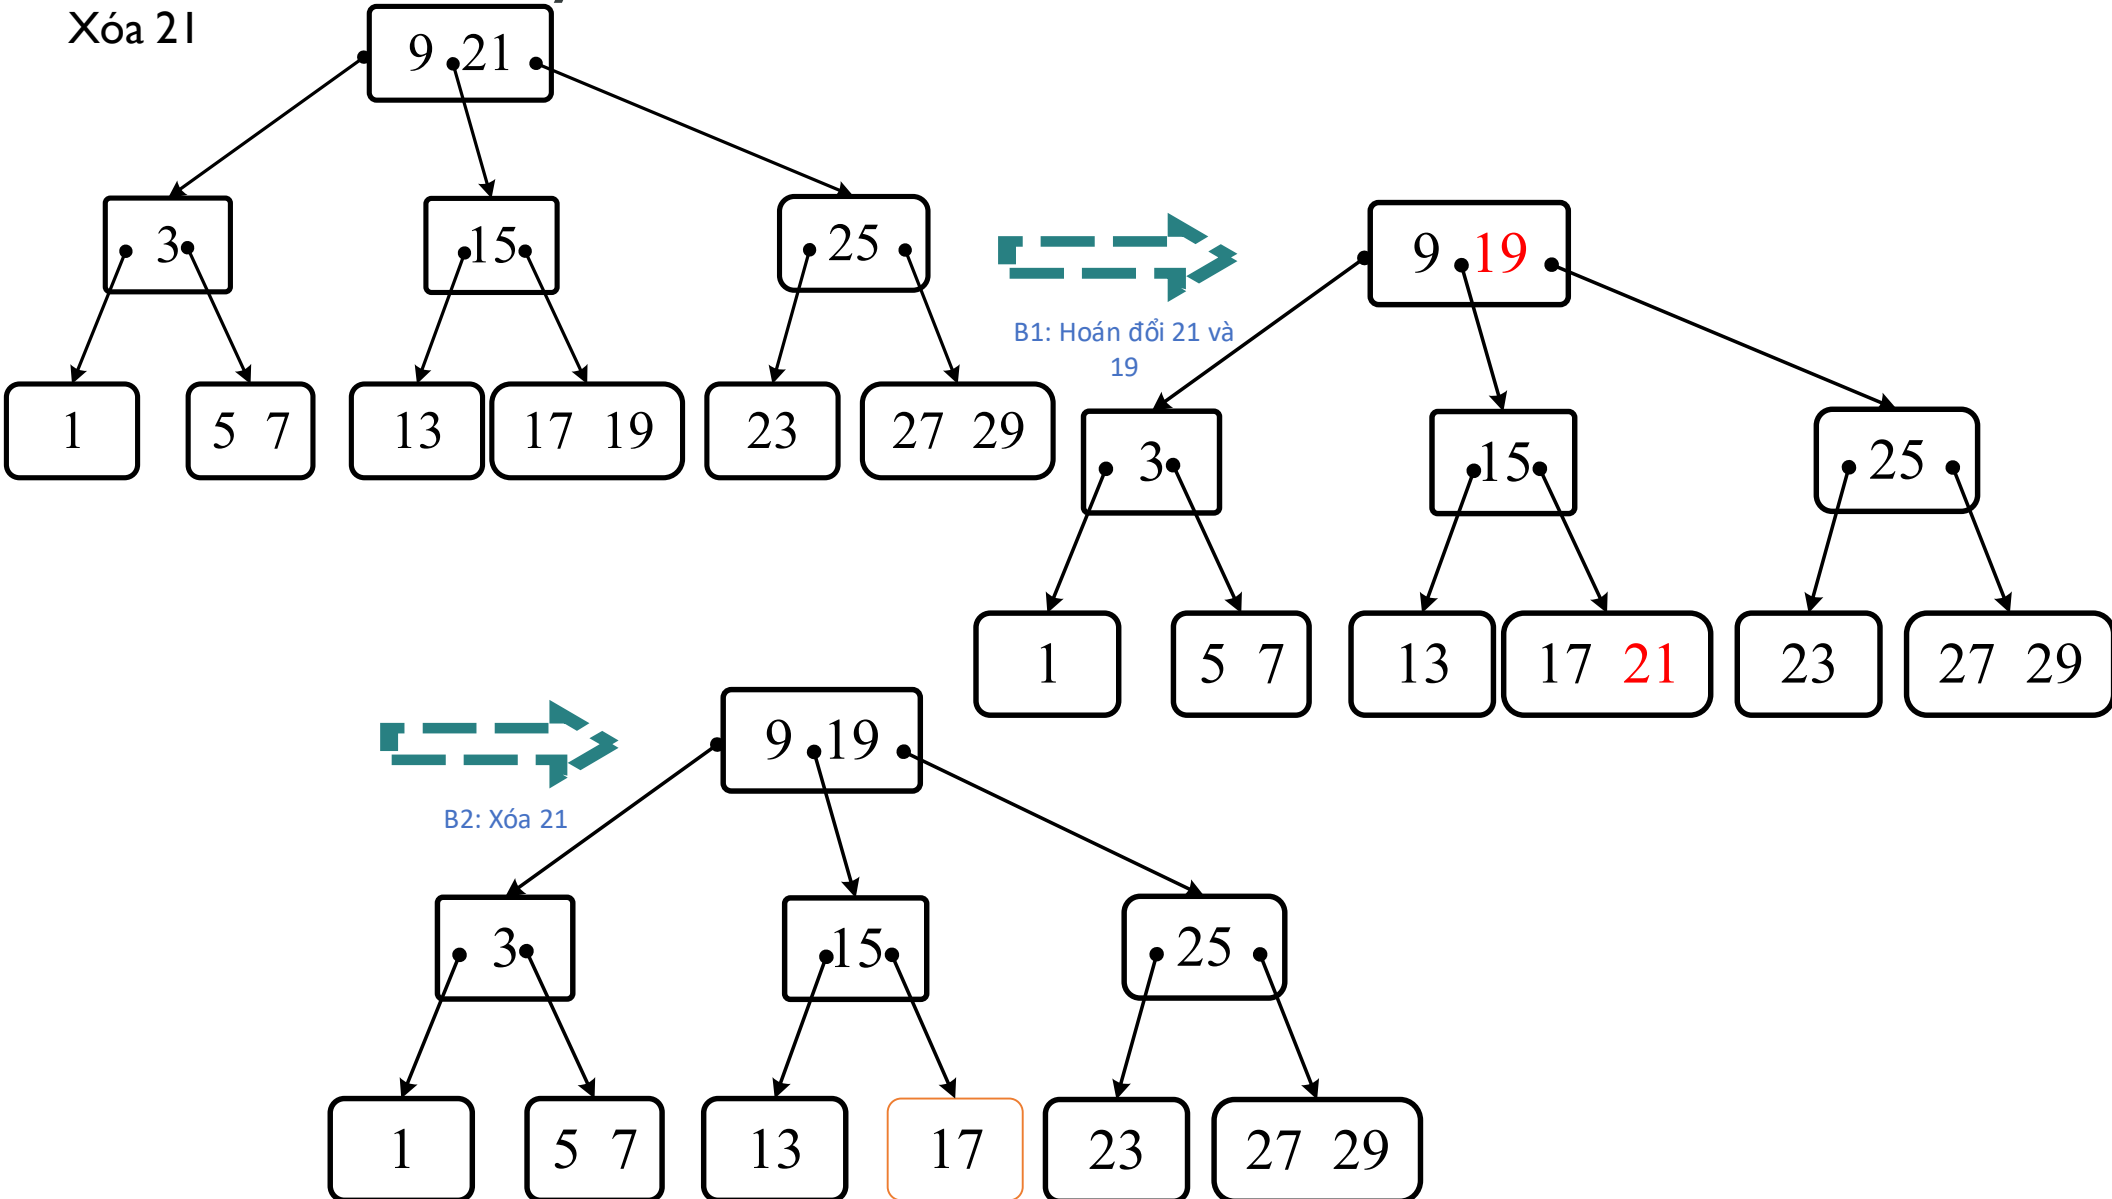 Xóa 21
9 21
3 15 25
1 5 7 13 17 19 23 27 29
B1: Hoán đổi 21 và
19
9 19
3 15 25
1 5 7 13 17 21 23 27 29
B2: Xóa 21
9 19
3 15 25
1 5 7 13 17 23 27 29